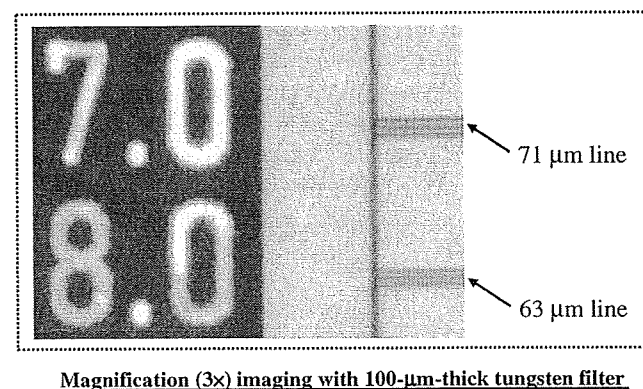 7.0
71 μm line
8.0
63 μm line
Magnification (3×) imaging with 100-μm-thick tungsten filter